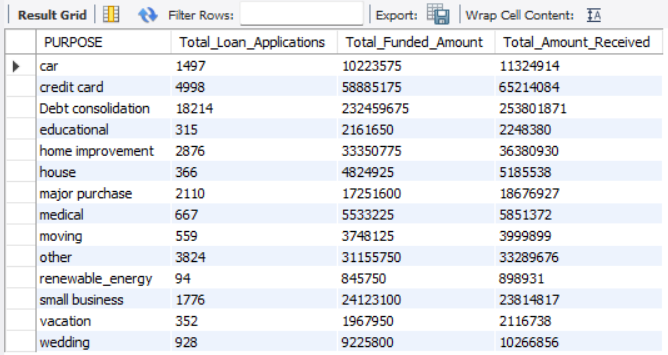 Result Grid Filter Rows: Export: Wrap Cell Content: IA
PURPOSE Total_Loan_Applications Total_Funded_Amount Total_Amount_Received
car 1497 10223575 11324914
credit card 4998 58885175 65214084
Debt consolidation 18214 232459675 253801871
educational 315 2161650 2248380
home improvement 2876 33350775 36380930
house 366 4824925 5185538
major purchase 2110 17251600 18676927
medical 667 5533225 5851372
moving 559 3748125 3999899
other 3824 31155750 33289676
renewable_energy 94 845750 898931
small business 1776 24123100 23814817
vacation 352 1967950 2116738
wedding 928 9225800 10266856